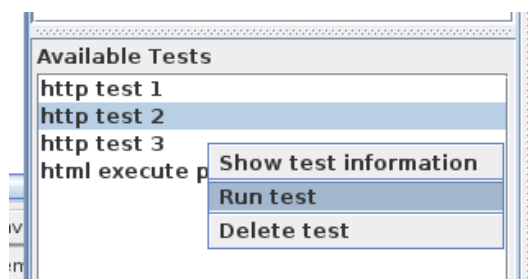 Available Tests
http test 1
http test 2
http test 3
html execute p
Show test information
Run test
Delete test